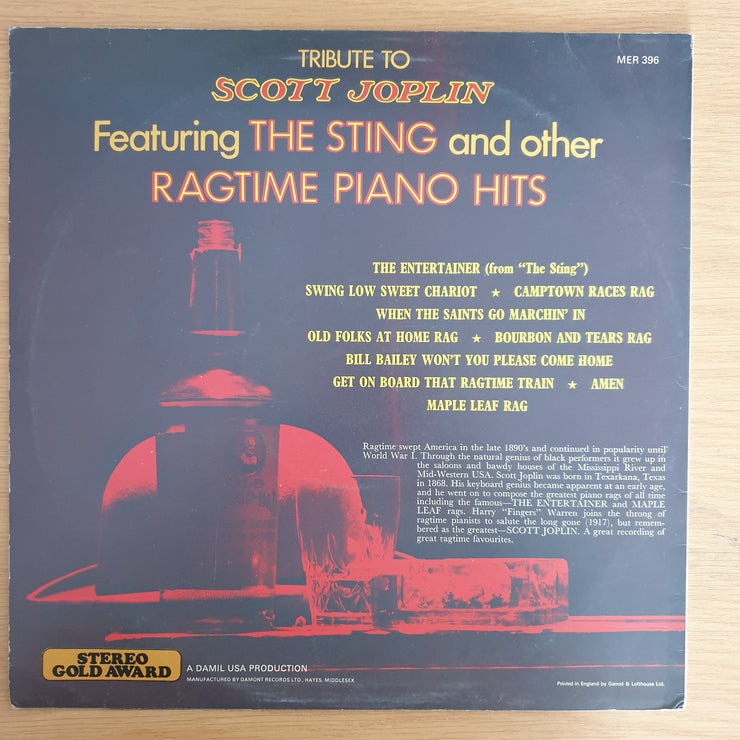 TRIBUTE TO
MER 396
SCOTT JOPLIN
Featuring THE STING and other
RAGTIME PIANO HITS
THE ENTERTAINER (from "The Sting")
SWING LOW SWEET CHARIOT ★ CAMPTOWN RACES RAG
WHEN THE SAINTS GO MARCHIN' IN
OLD FOLKS AT HOME RAG ★ BOURBON AND TEARS RAG
BILL BAILEY WON'T YOU PLEASE COME HOME
GET ON BOARD THAT RAGTIME TRAIN ★ AMEN
MAPLE LEAF RAG
Ragtime swept America in the late 1890's and continued in popularity until
World War I. Through the natural genius of black performers it grew up in
the saloons and bawdy houses of the Mississippi River and
Mid-Western USA. Scott Joplin was born in Texarkana, Texas
in 1868. His keyboard genius became apparent at an early age,
and he went on to compose the greatest piano rags of all time
including the famous—THE ENTERTAINER and MAPLE
LEAF rags. Harry "Fingers" Warren joins the throng of
ragtime pianists to salute the long gone (1917), but remem-
bered as the greatest—SCOTT JOPLIN. A great recording of
great ragtime favourites.
STEREO
GOLD AWARD
A DAMIL USA PRODUCTION
MANUFACTURED BY DAMONT RECORDS LTD., HAYES, MIDDLESEX
Printed in England by Garrod & Lofthouse Ltd.